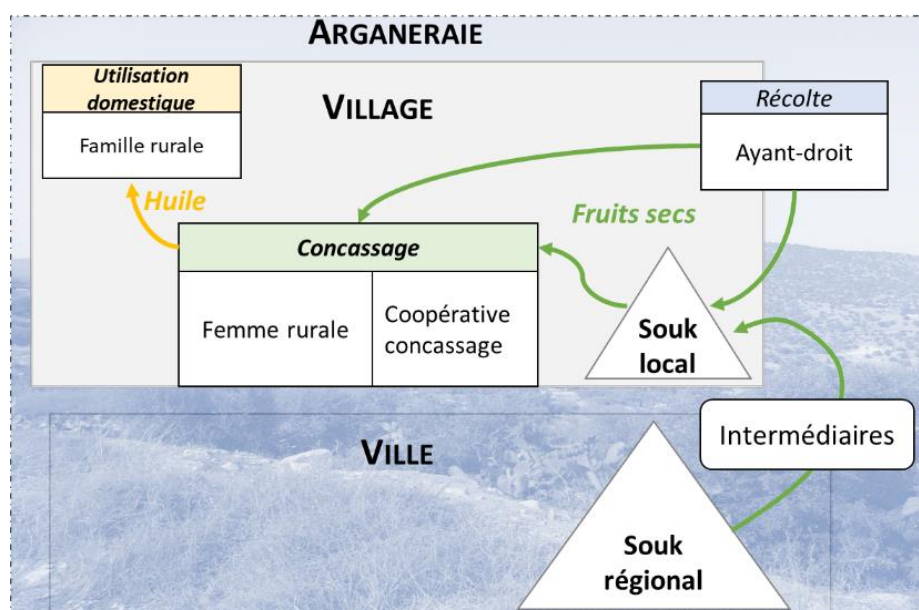 ARGANERAIE
Utilisation
domestique
Famille rurale
VILLAGE
Récolte
Ayant-droit
Huile
Fruits secs
Concassage
Femme rurale
Coopérative
concassage
Souk
local
Intermédiaires
VILLE
Souk
régional